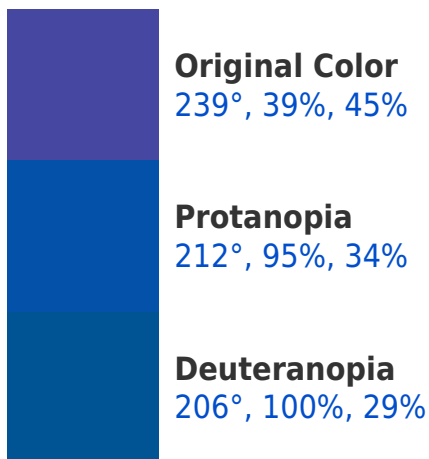 Original Color
239°, 39%, 45%
Protanopia
212°, 95%, 34%
Deuteranopia
206°, 100%, 29%